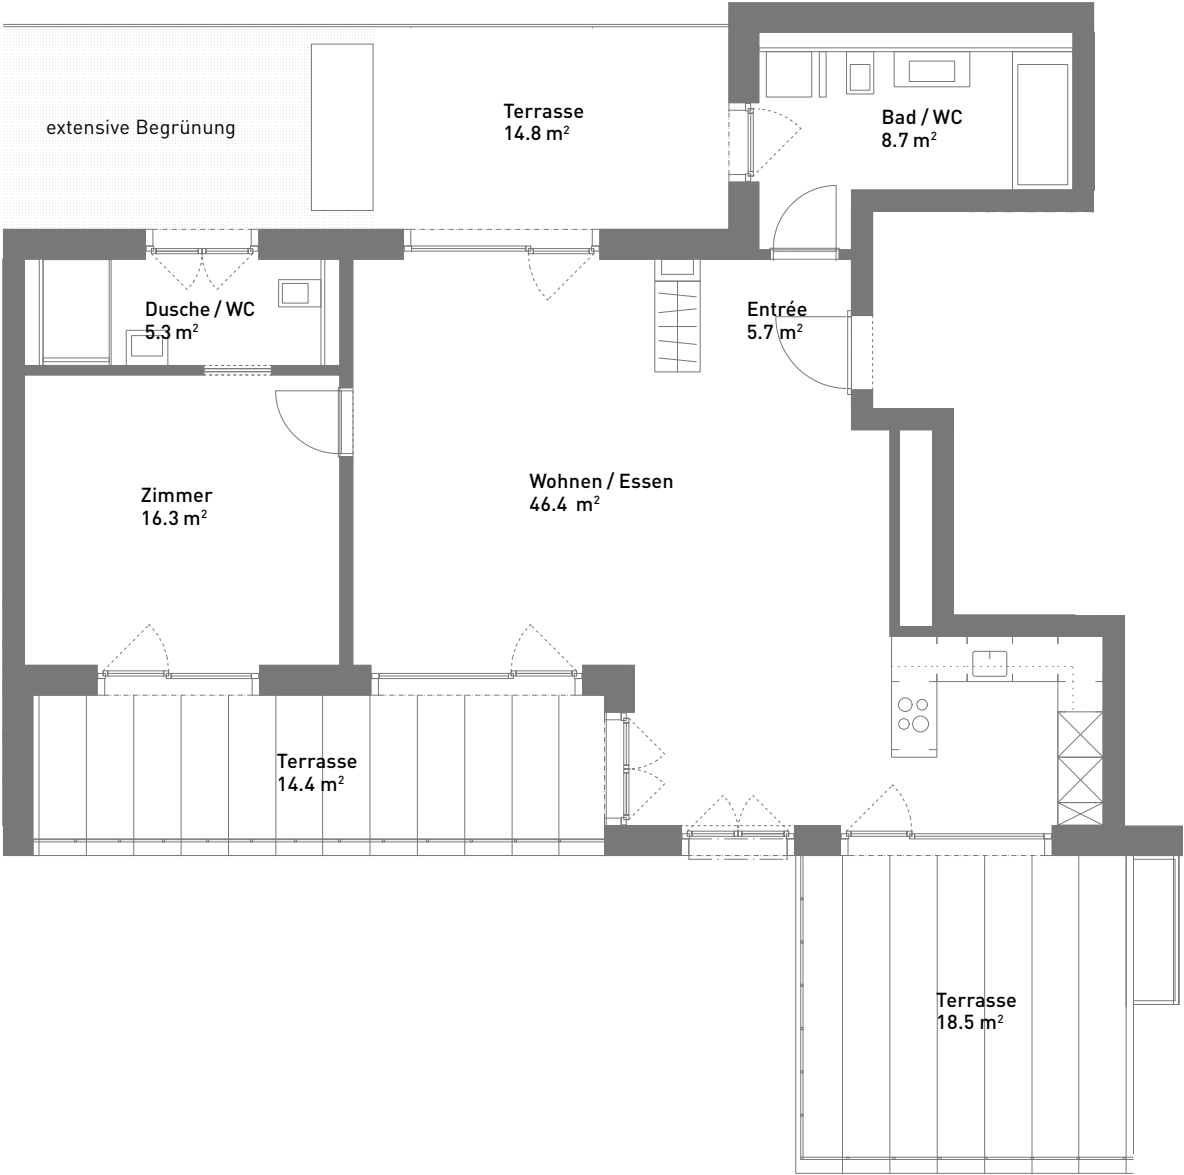 Terrasse
14.8 m²
Bad / WC
8.7 m²
extensive Begrünung
Dusche / WC
5.3 m²
Entrée
5.7 m²
Wohnen / Essen
46.4 m²
Zimmer
16.3 m²
Terrasse
14.4 m²
Terrasse
18.5 m²